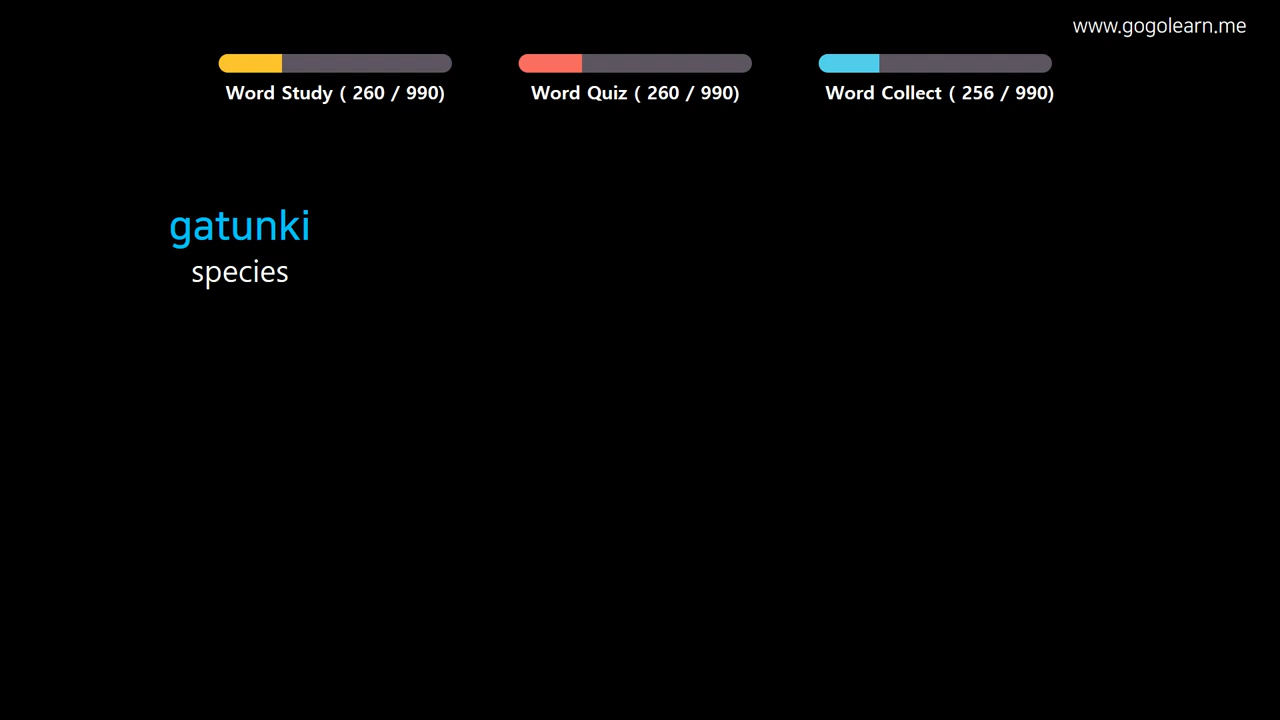 www.gogolearn.me
Word Study ( 260 / 990)
Word Quiz ( 260 / 990)
Word Collect ( 256 / 990)
gatunki
species